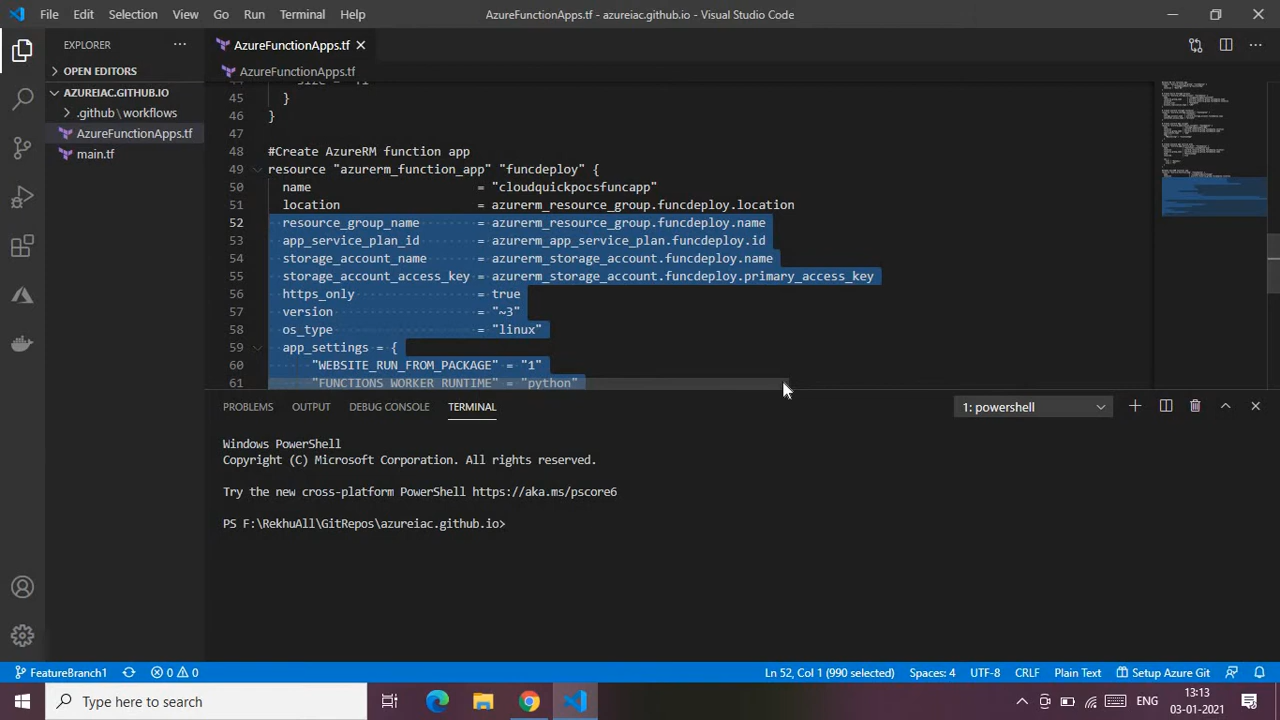 File Edit Selection View Go Run Terminal Help AzureFunctionApps.tf - azureiac.github.io - Visual Studio Code
EXPLORER
AzureFunctionApps.tf
OPEN EDITORS
AzureFunctionApps.tf
AZUREIAC.GITHUB.IO
.github\workflows
AzureFunctionApps.tf
main.tf
45 }
46 }
47
48 #Create AzureRM function app
49 resource "azurerm_function_app" "funcdeploy" {
50 name = "cloudquickpocsfuncapp"
51 location = azurerm_resource_group.funcdeploy.location
52 resource_group_name = azurerm_resource_group.funcdeploy.name
53 app_service_plan_id = azurerm_app_service_plan.funcdeploy.id
54 storage_account_name = azurerm_storage_account.funcdeploy.name
55 storage_account_access_key = azurerm_storage_account.funcdeploy.primary_access_key
56 https_only = true
57 version = "~3"
58 os_type = "linux"
59 app_settings = {
60 "WEBSITE_RUN_FROM_PACKAGE" = "1"
61 "FUNCTIONS_WORKER_RUNTIME" = "python"
PROBLEMS OUTPUT DEBUG CONSOLE TERMINAL 1: powershell
Windows PowerShell
Copyright (C) Microsoft Corporation. All rights reserved.
Try the new cross-platform PowerShell https://aka.ms/pscore6
PS F:\RekhuAll\GitRepos\azureiac.github.io>
FeatureBranch1 0 0 Ln 52, Col 1 (990 selected) Spaces: 4 UTF-8 CRLF Plain Text Setup Azure Git
Type here to search
ENG
13:13
03-01-2021